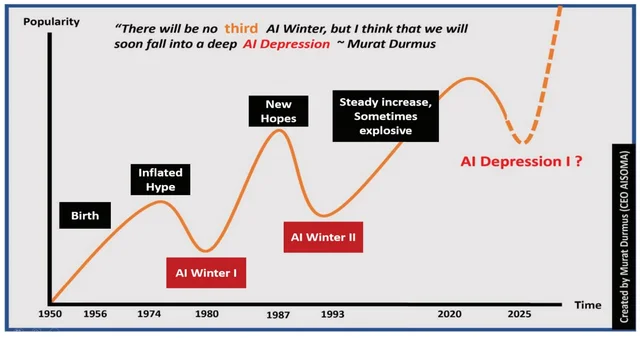 Popularity
“There will be no third AI Winter, but I think that we will
soon fall into a deep AI Depression ~ Murat Durmus
New
Hopes
Steady increase,
Sometimes
explosive
Inflated
Hype
AI Depression I ?
Birth
AI Winter II
AI Winter I
Time
1950 1956 1974 1980 1987 1993 2020 2025
Created by Murat Durmus (CEO AISOMA)